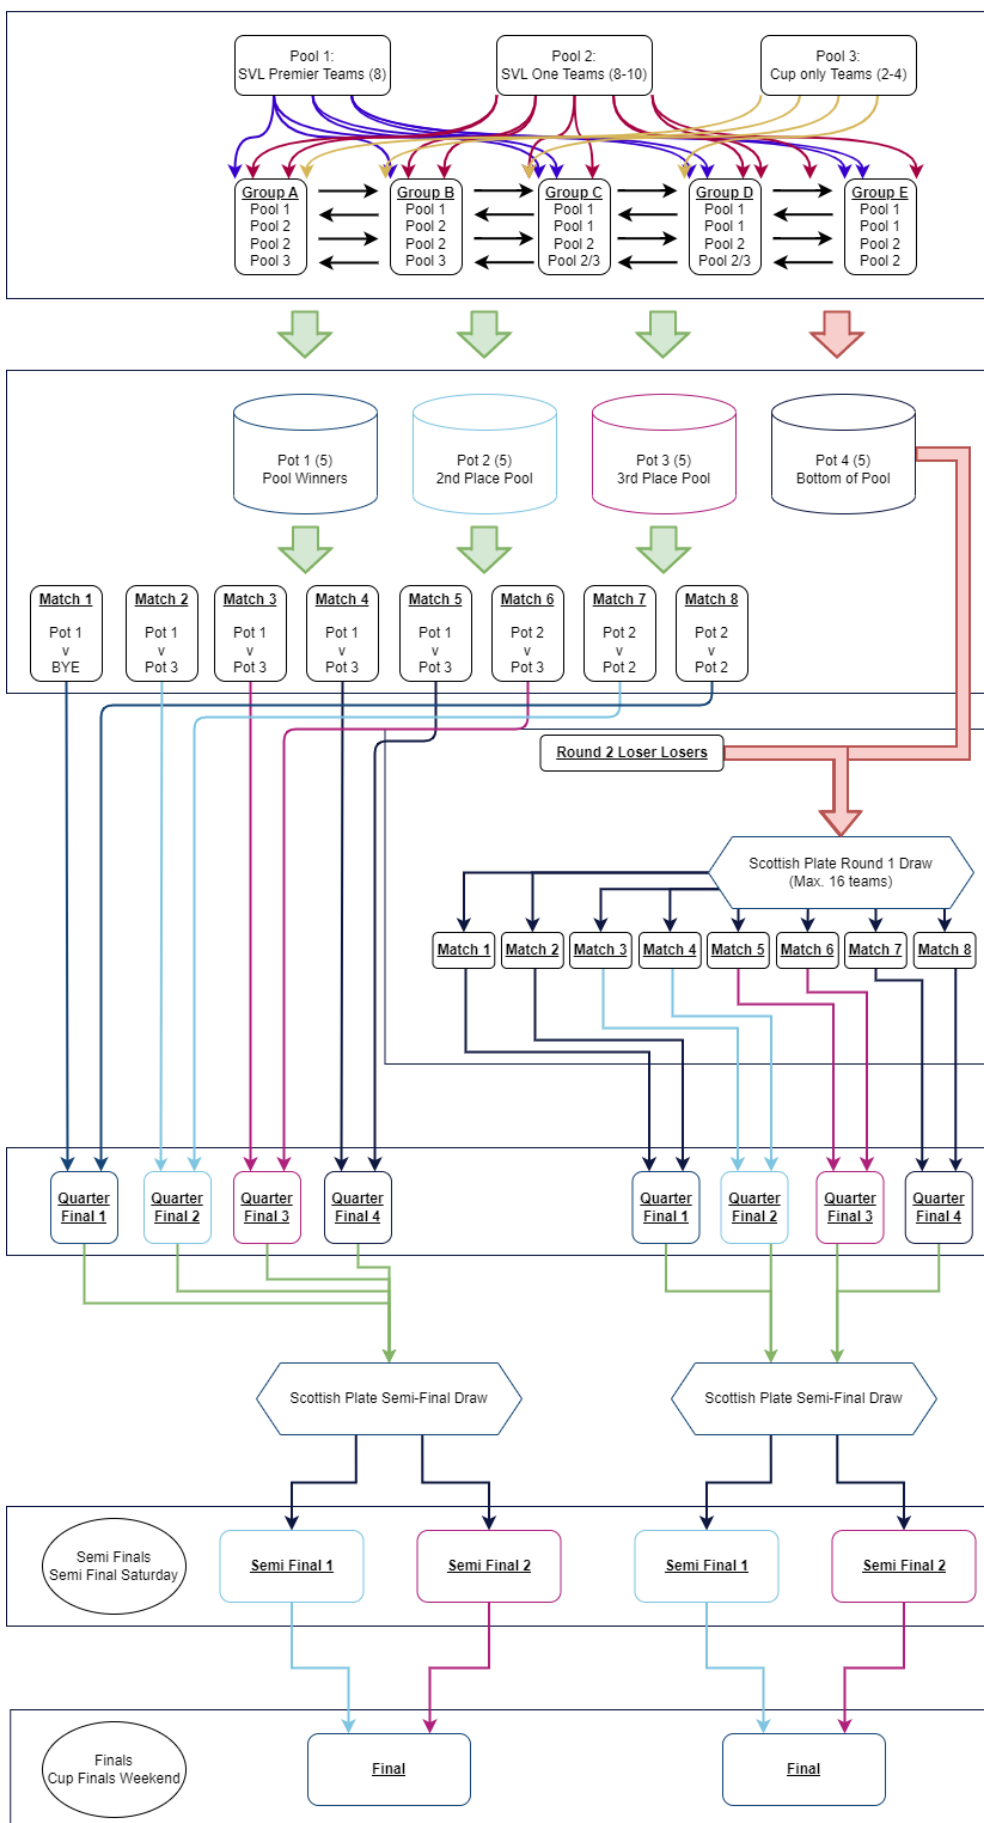 Pool 1:
SVL Premier Teams (8)
Pool 2:
SVL One Teams (8-10)
Pool 3:
Cup only Teams (2-4)
Group A
Pool 1
Pool 2
Pool 2
Pool 3
Group B
Pool 1
Pool 2
Pool 2
Pool 3
Group C
Pool 1
Pool 1
Pool 2
Pool 2/3
Group D
Pool 1
Pool 1
Pool 2
Pool 2/3
Group E
Pool 1
Pool 1
Pool 2
Pool 2
Pot 1 (5)
Pool Winners
Pot 2 (5)
2nd Place Pool
Pot 3 (5)
3rd Place Pool
Pot 4 (5)
Bottom of Pool
Match 1
Pot 1
v
BYE
Match 2
Pot 1
v
Pot 3
Match 3
Pot 1
v
Pot 3
Match 4
Pot 1
v
Pot 3
Match 5
Pot 1
v
Pot 3
Match 6
Pot 2
v
Pot 3
Match 7
Pot 2
v
Pot 2
Match 8
Pot 2
v
Pot 2
Round 2 Loser Losers
Scottish Plate Round 1 Draw
(Max. 16 teams)
Match 1
Match 2
Match 3
Match 4
Match 5
Match 6
Match 7
Match 8
Quarter
Final 1
Quarter
Final 2
Quarter
Final 3
Quarter
Final 4
Quarter
Final 1
Quarter
Final 2
Quarter
Final 3
Quarter
Final 4
Scottish Plate Semi-Final Draw
Scottish Plate Semi-Final Draw
Semi Finals
Semi Final Saturday
Semi Final 1
Semi Final 2
Semi Final 1
Semi Final 2
Finals
Cup Finals Weekend
Final
Final